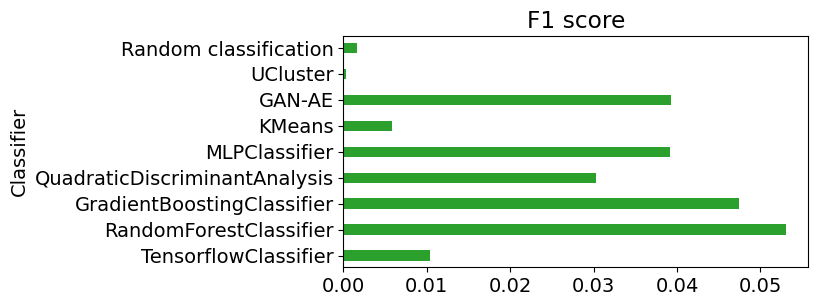 F1 score
Classifier
Random classification
UCluster
GAN-AE
KMeans
MLPClassifier
QuadraticDiscriminantAnalysis
GradientBoostingClassifier
RandomForestClassifier
TensorflowClassifier
0.00 0.01 0.02 0.03 0.04 0.05